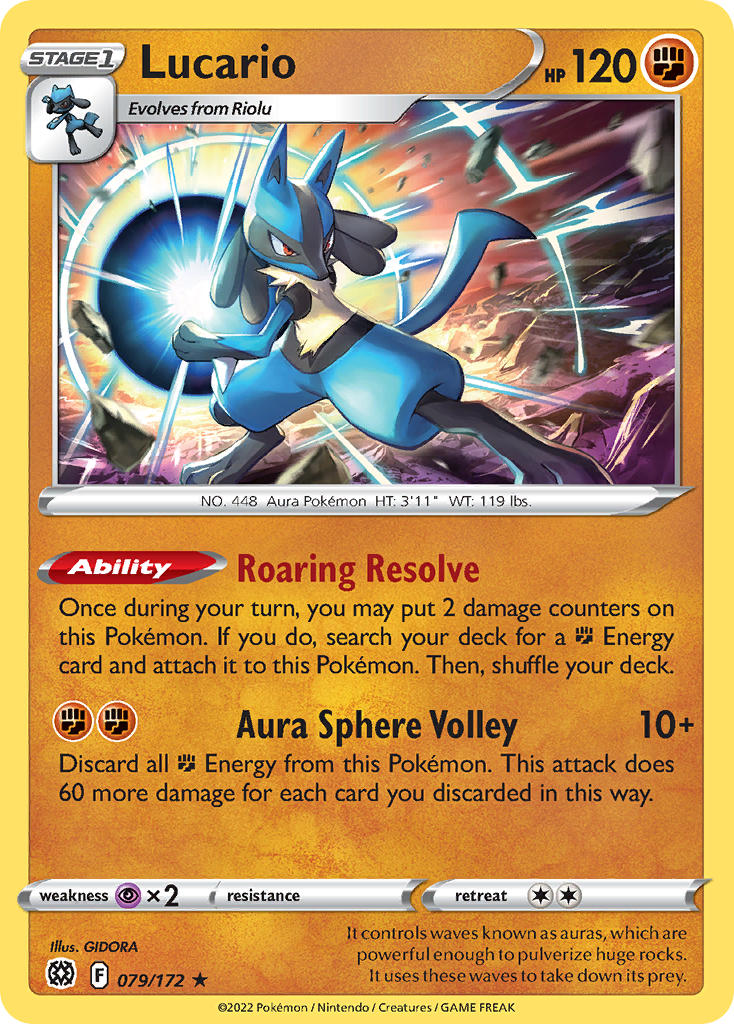 STAGE1
Lucario
HP 120
Evolves from Riolu
NO. 448 Aura Pokémon HT: 3'11" WT: 119 lbs.
Ability Roaring Resolve
Once during your turn, you may put 2 damage counters on
this Pokémon. If you do, search your deck for a Energy
card and attach it to this Pokémon. Then, shuffle your deck.
Aura Sphere Volley 10+
Discard all Energy from this Pokémon. This attack does
60 more damage for each card you discarded in this way.
weakness ×2 resistance retreat
Illus. GIDORA
It controls waves known as auras, which are
powerful enough to pulverize huge rocks.
It uses these waves to take down its prey.
F 079/172 ★
©2022 Pokémon / Nintendo / Creatures / GAME FREAK